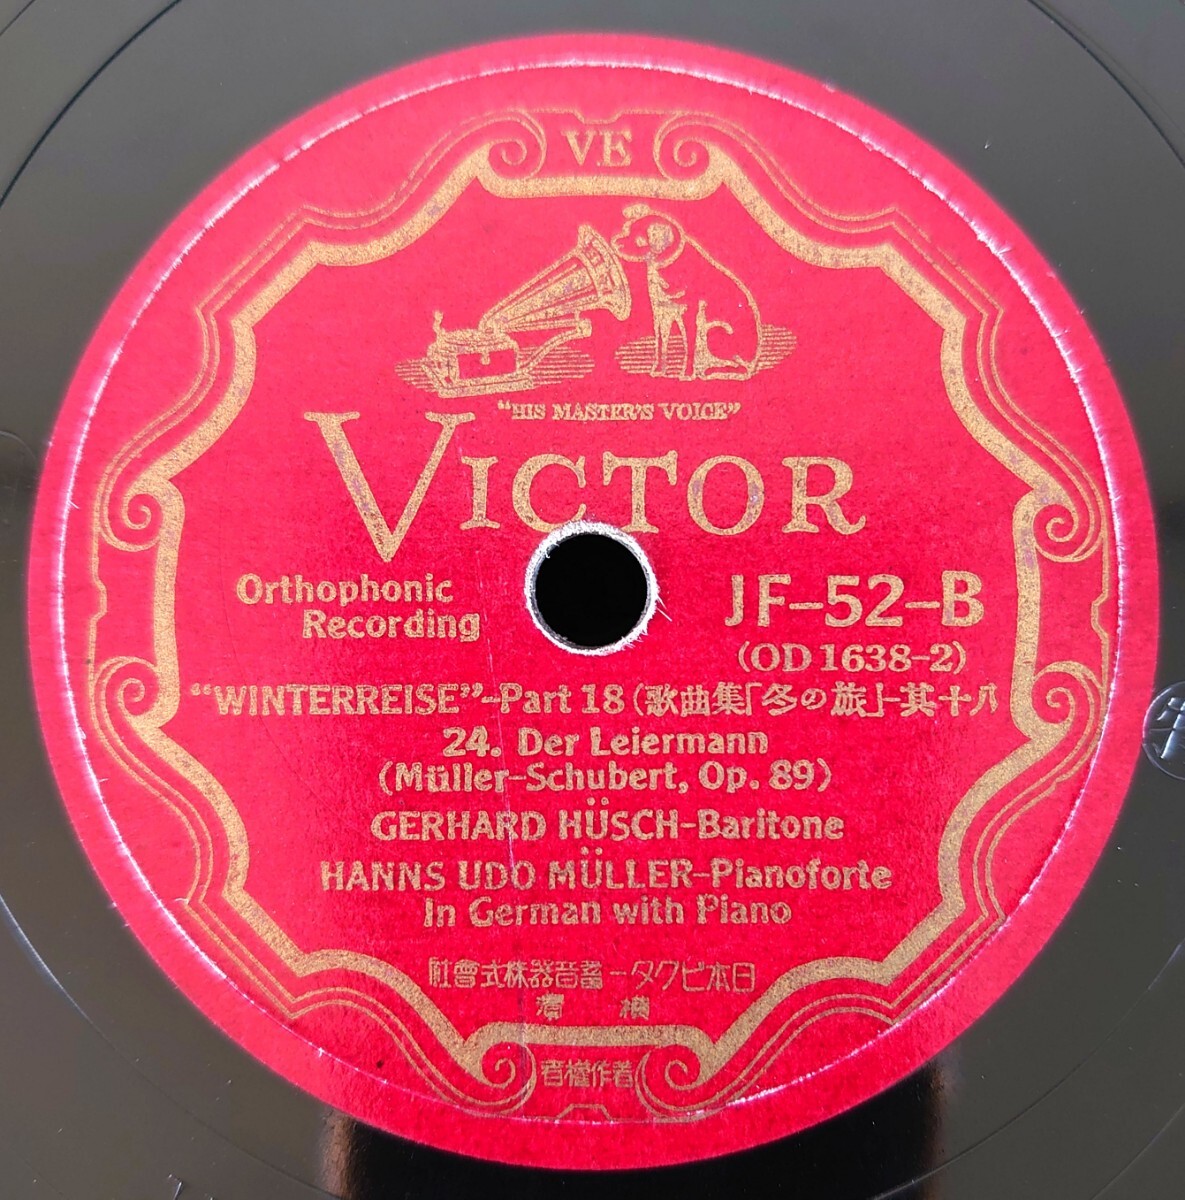 VE
"HIS MASTER'S VOICE"
VICTOR
Orthophonic
Recording
JF-52-B
(OD 1638-2)
"WINTERREISE"-Part 18 (歌曲集「冬の旅」-其十八
24. Der Leiermann
(Müller-Schubert, Op. 89)
GERHARD HÜSCH-Baritone
HANNS UDO MÜLLER-Pianoforte
In German with Piano
社會式株器音蓄ータクビ本日
濱 横
者權作著